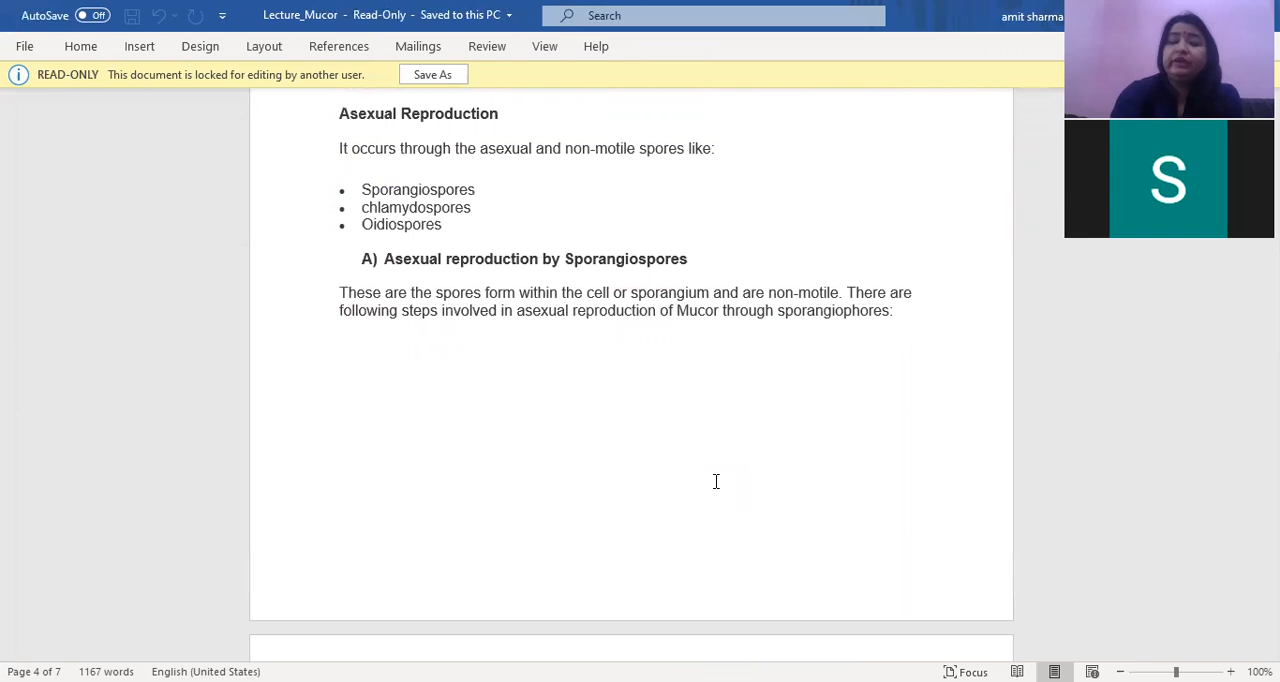 AutoSave Off Lecture_Mucor - Read-Only - Saved to this PC Search amit sharma
File Home Insert Design Layout References Mailings Review View Help
READ-ONLY This document is locked for editing by another user. Save As
Asexual Reproduction
It occurs through the asexual and non-motile spores like:
• Sporangiospores
• chlamydospores
• Oidiospores
A) Asexual reproduction by Sporangiospores
These are the spores form within the cell or sporangium and are non-motile. There are
following steps involved in asexual reproduction of Mucor through sporangiophores:
S
Page 4 of 7 1167 words English (United States) Focus 100%